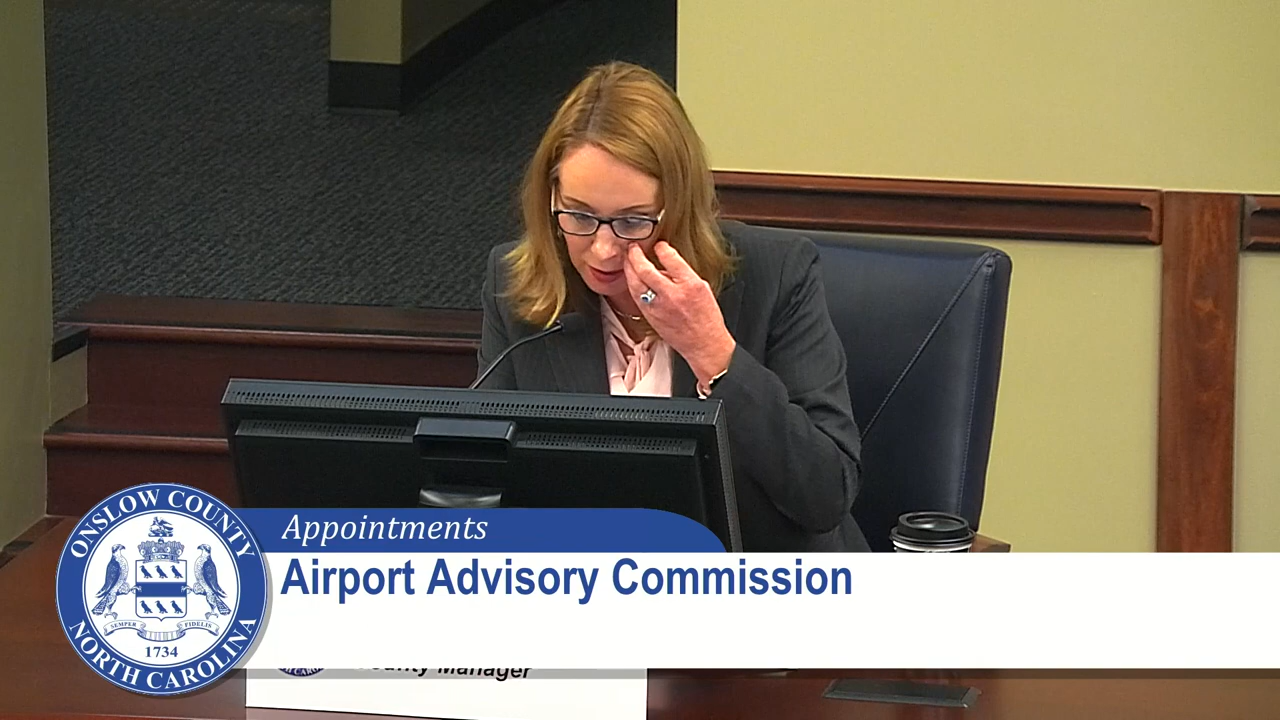 Appointments
Airport Advisory Commission
ONSLOW COUNTY
SEMPER FIDELIS
1734
NORTH CAROLINA
County Manager